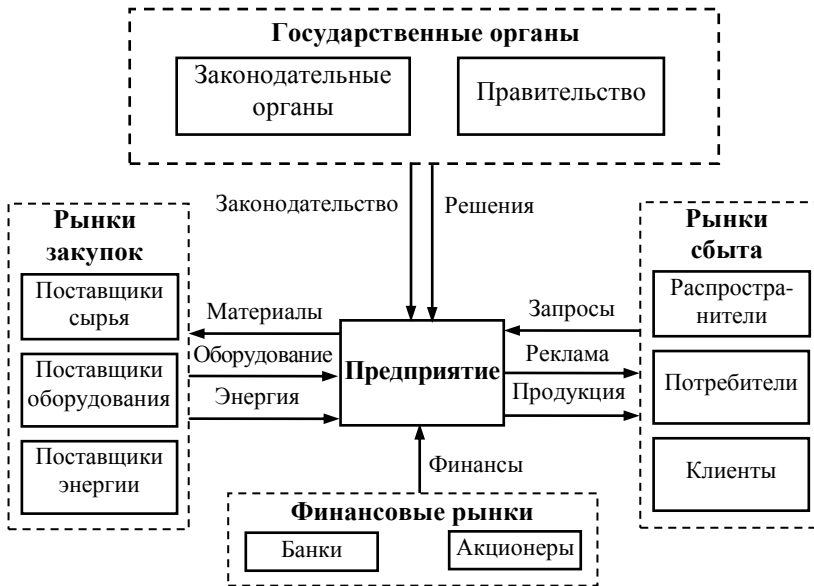 Государственные органы
Законодательные
органы
Правительство
Законодательство
Решения
Рынки
закупок
Поставщики
сырья
Поставщики
оборудования
Поставщики
энергии
Материалы
Оборудование
Энергия
Предприятие
Запросы
Реклама
Продукция
Рынки
сбыта
Распростра-
нители
Потребители
Клиенты
Финансы
Финансовые рынки
Банки
Акционеры